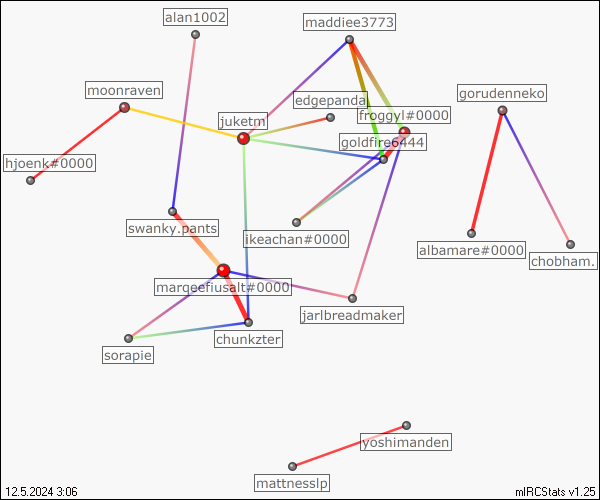 alan1002
maddiee3773
moonraven
gorudenneko
edgepanda
froggyl#0000
juketm
goldfire6444
hjoenk#0000
swanky.pants
ikeachan#0000
albamare#0000
chobham.
marqeefiusalt#0000
jarlbreadmaker
chunkzter
sorapie
yoshimanden
mattnesslp
12.5.2024 3:06
mIRCStats v1.25